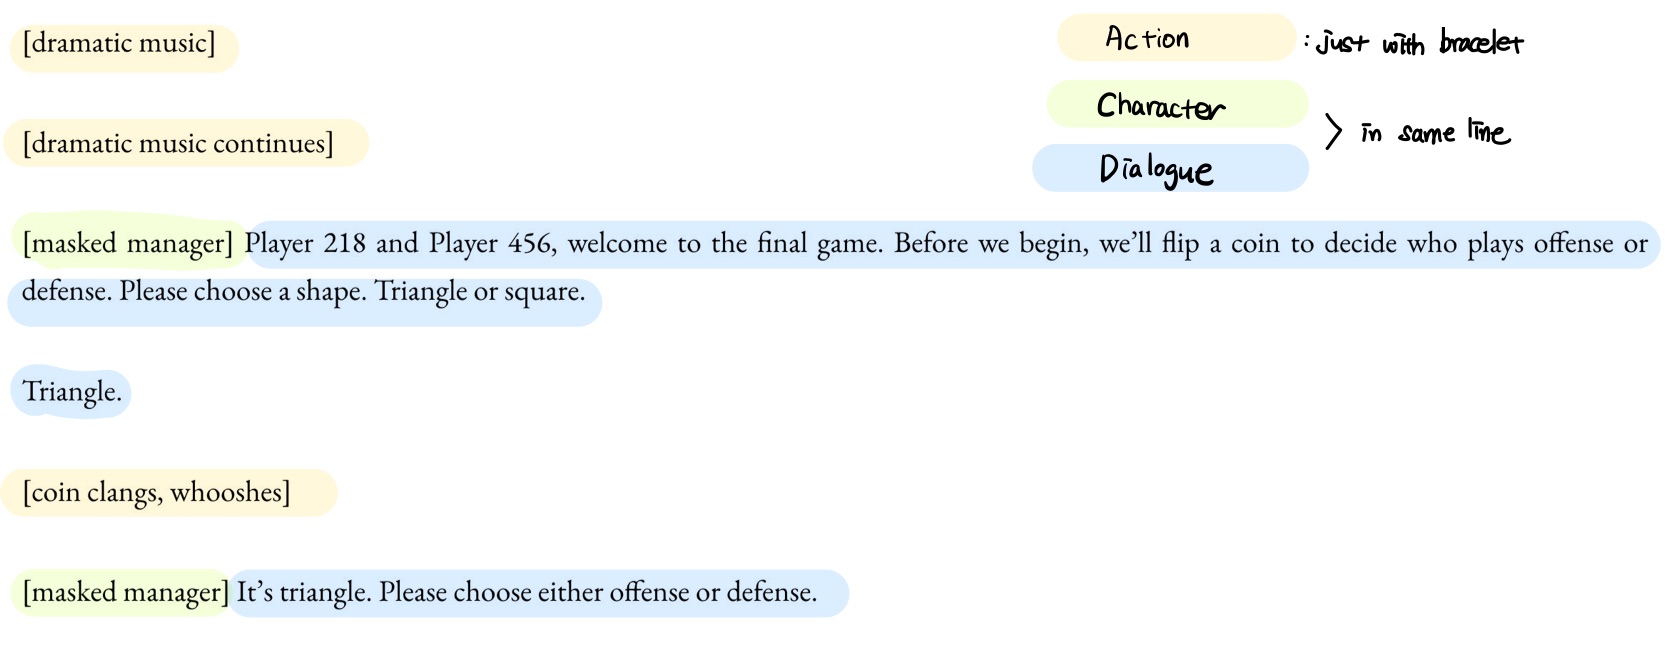 [dramatic music]
Action : just with bracelet
Character
Dialogue > in same line
[dramatic music continues]
[masked manager] Player 218 and Player 456, welcome to the final game. Before we begin, we’ll flip a coin to decide who plays offense or
defense. Please choose a shape. Triangle or square.
Triangle.
[coin clangs, whooshes]
[masked manager] It’s triangle. Please choose either offense or defense.